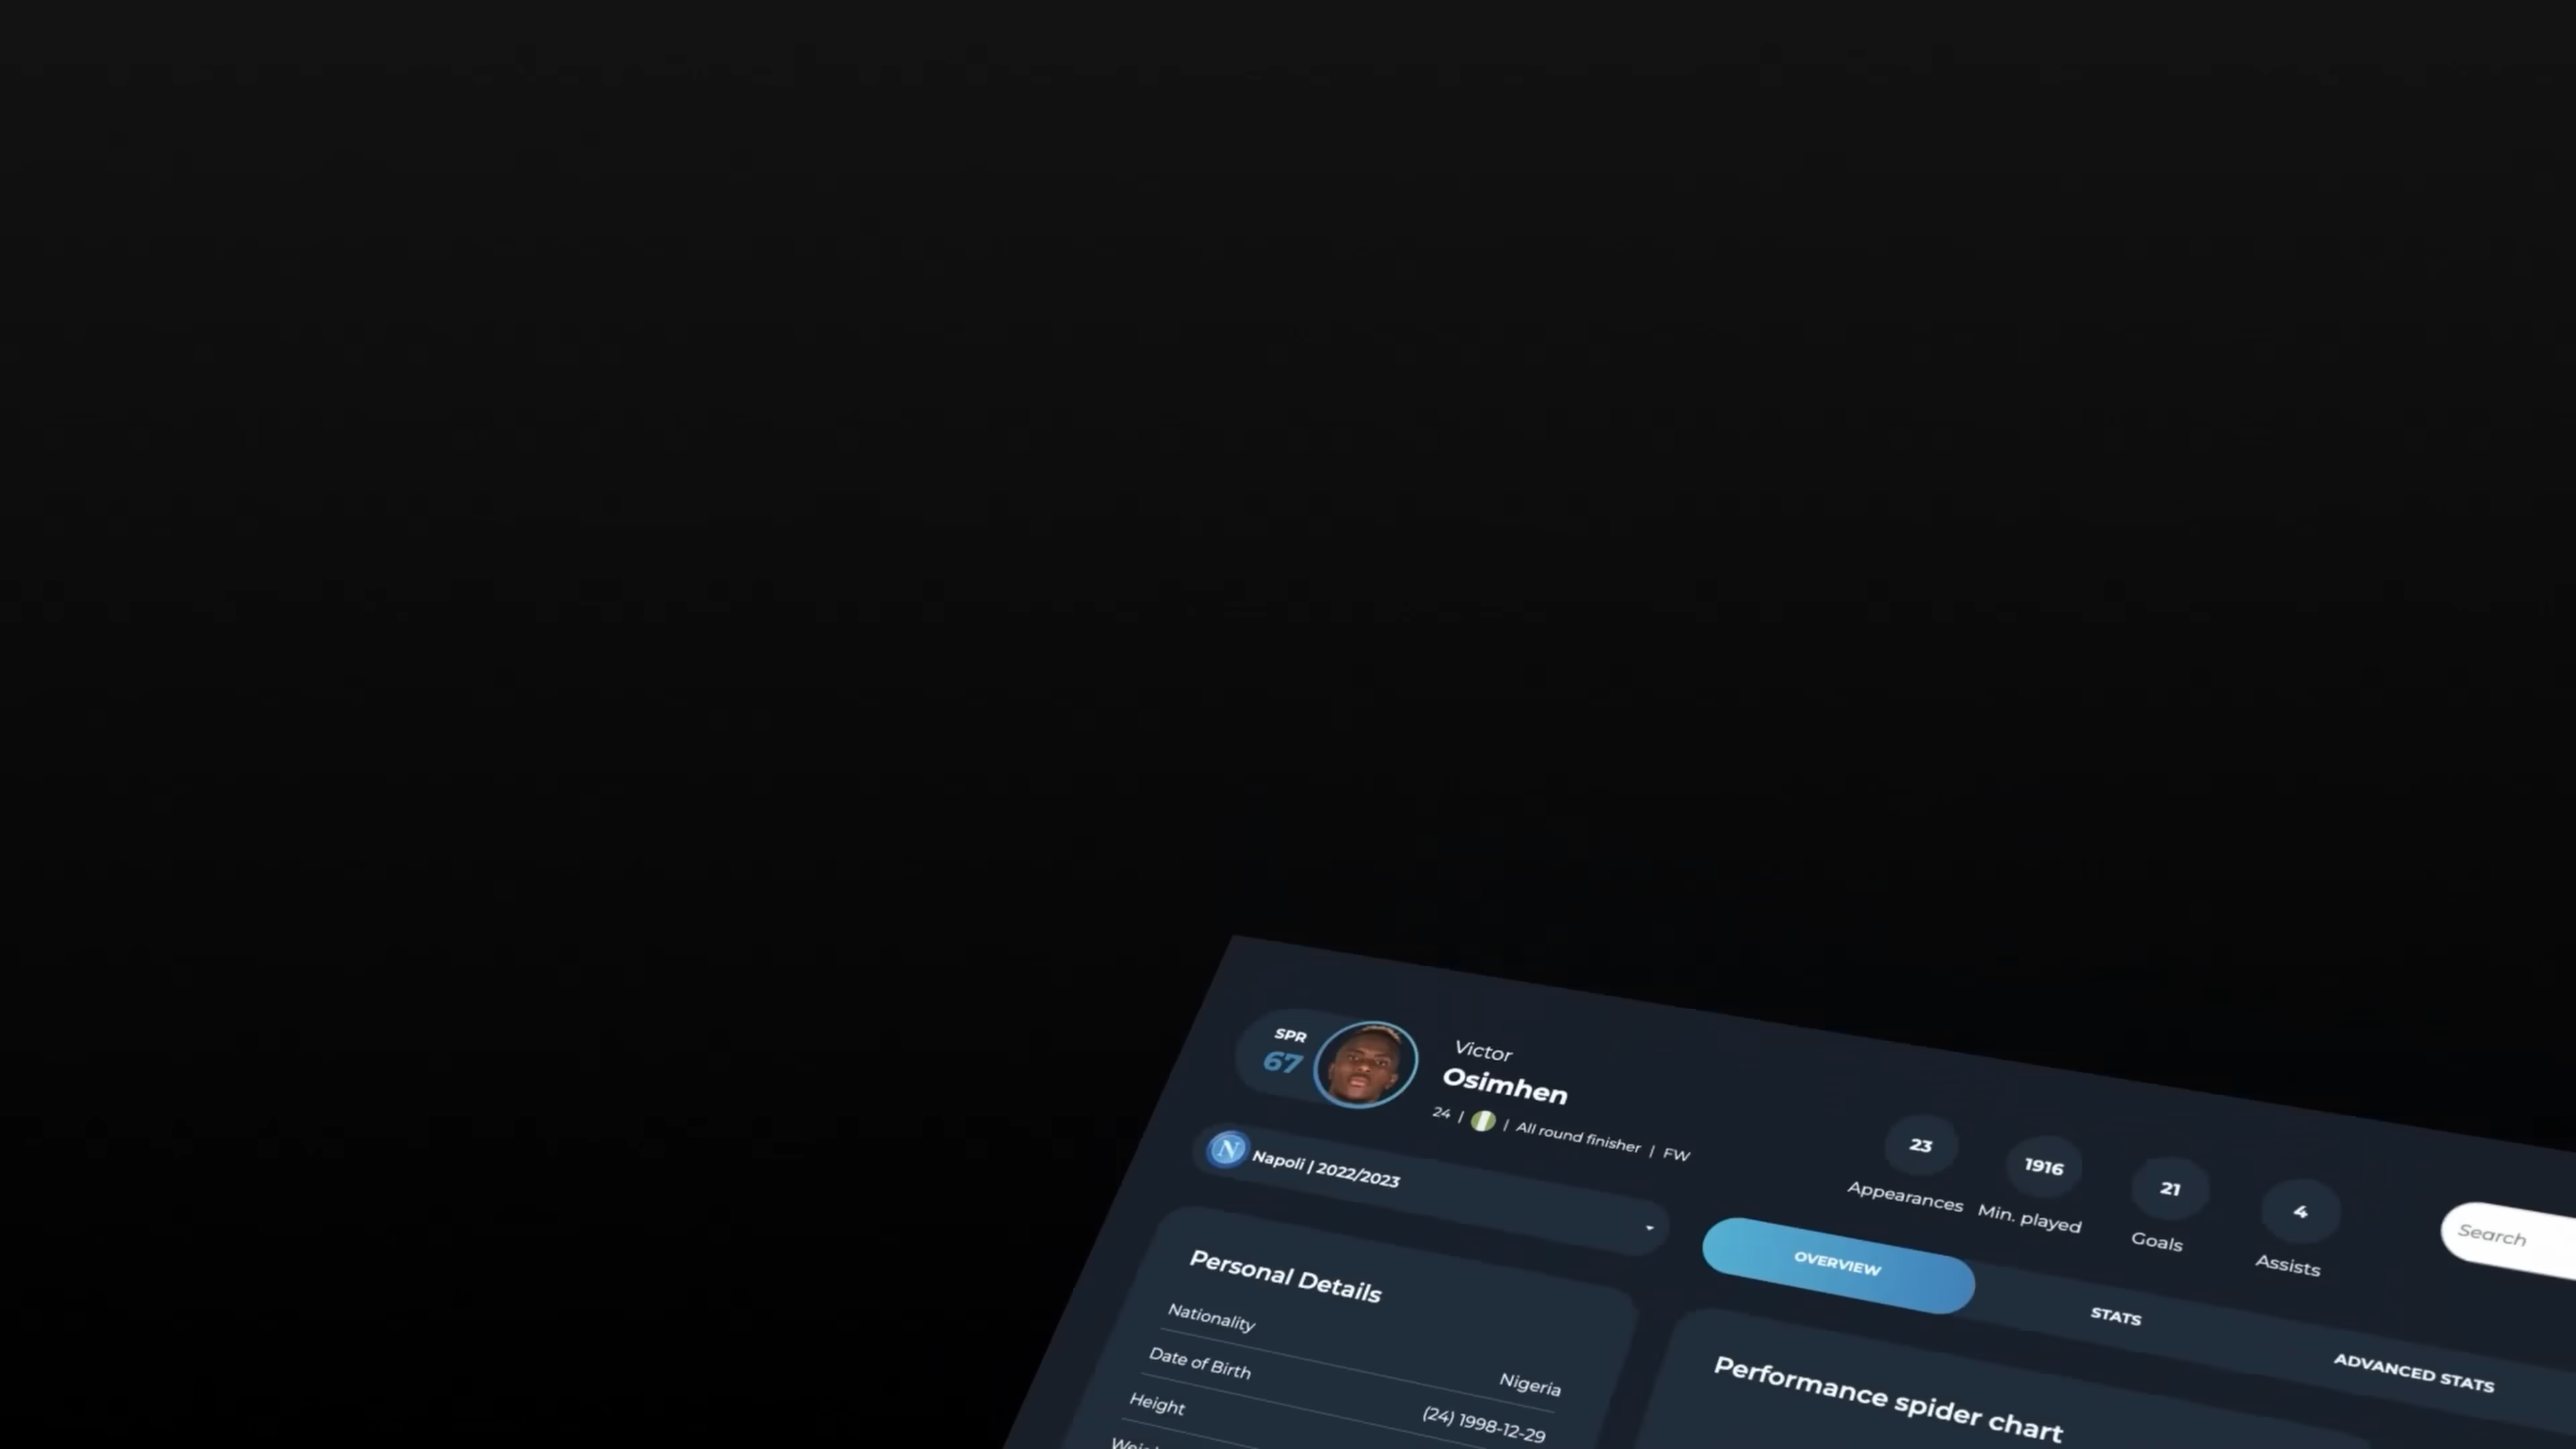 SPR
67
Victor
Osimhen
24 | | All round finisher | FW
N Napoli | 2022/2023
23
Appearances
1916
Min. played
21
Goals
4
Assists
Search
OVERVIEW
STATS
ADVANCED STATS
Personal Details
Nationality
Nigeria
Date of Birth
(24) 1998-12-29
Height
Performance spider chart